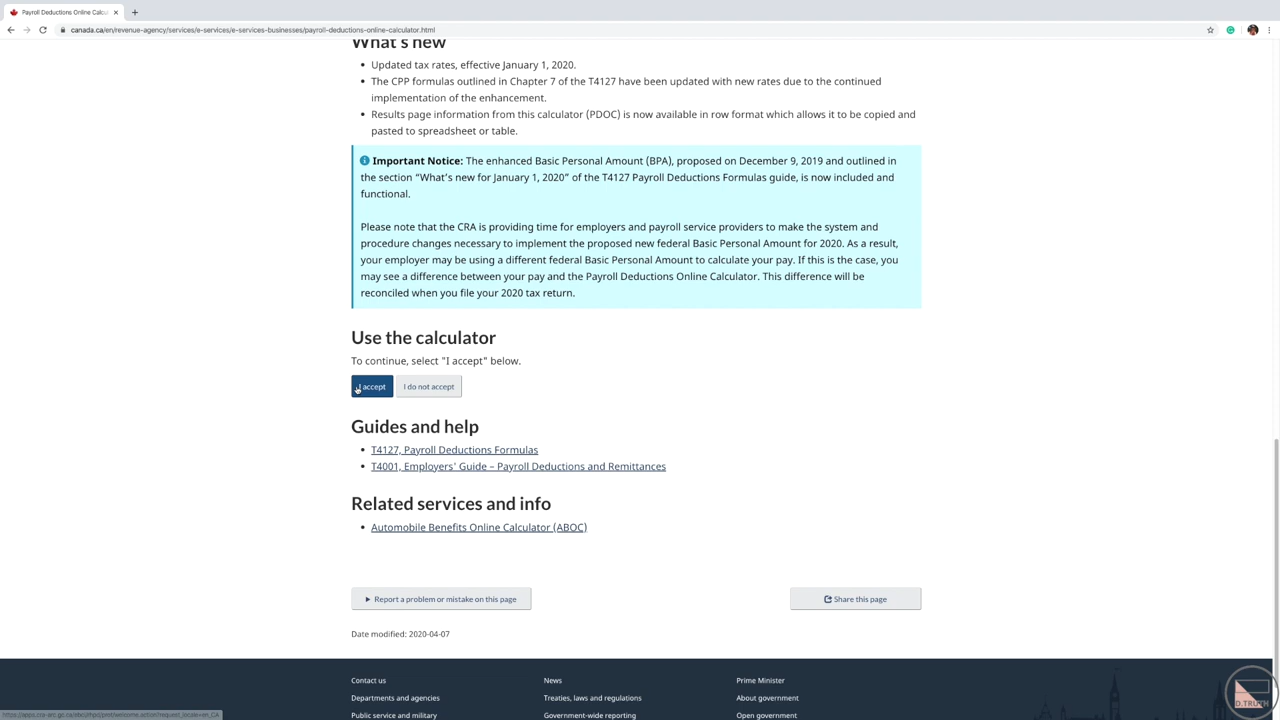 Payroll Deductions Online Calcu
canada.ca/en/revenue-agency/services/e-services/e-services-businesses/payroll-deductions-online-calculator.html
What's new
• Updated tax rates, effective January 1, 2020.
• The CPP formulas outlined in Chapter 7 of the T4127 have been updated with new rates due to the continued
implementation of the enhancement.
• Results page information from this calculator (PDOC) is now available in row format which allows it to be copied and
pasted to spreadsheet or table.
Important Notice: The enhanced Basic Personal Amount (BPA), proposed on December 9, 2019 and outlined in
the section “What’s new for January 1, 2020” of the T4127 Payroll Deductions Formulas guide, is now included and
functional.
Please note that the CRA is providing time for employers and payroll service providers to make the system and
procedure changes necessary to implement the proposed new federal Basic Personal Amount for 2020. As a result,
your employer may be using a different federal Basic Personal Amount to calculate your pay. If this is the case, you
may see a difference between your pay and the Payroll Deductions Online Calculator. This difference will be
reconciled when you file your 2020 tax return.
Use the calculator
To continue, select "I accept" below.
I accept I do not accept
Guides and help
• T4127, Payroll Deductions Formulas
• T4001, Employers' Guide – Payroll Deductions and Remittances
Related services and info
• Automobile Benefits Online Calculator (ABOC)
Report a problem or mistake on this page Share this page
Date modified: 2020-04-07
Contact us News Prime Minister
Departments and agencies Treaties, laws and regulations About government
Public service and military Government-wide reporting Open government
D.TRUTH